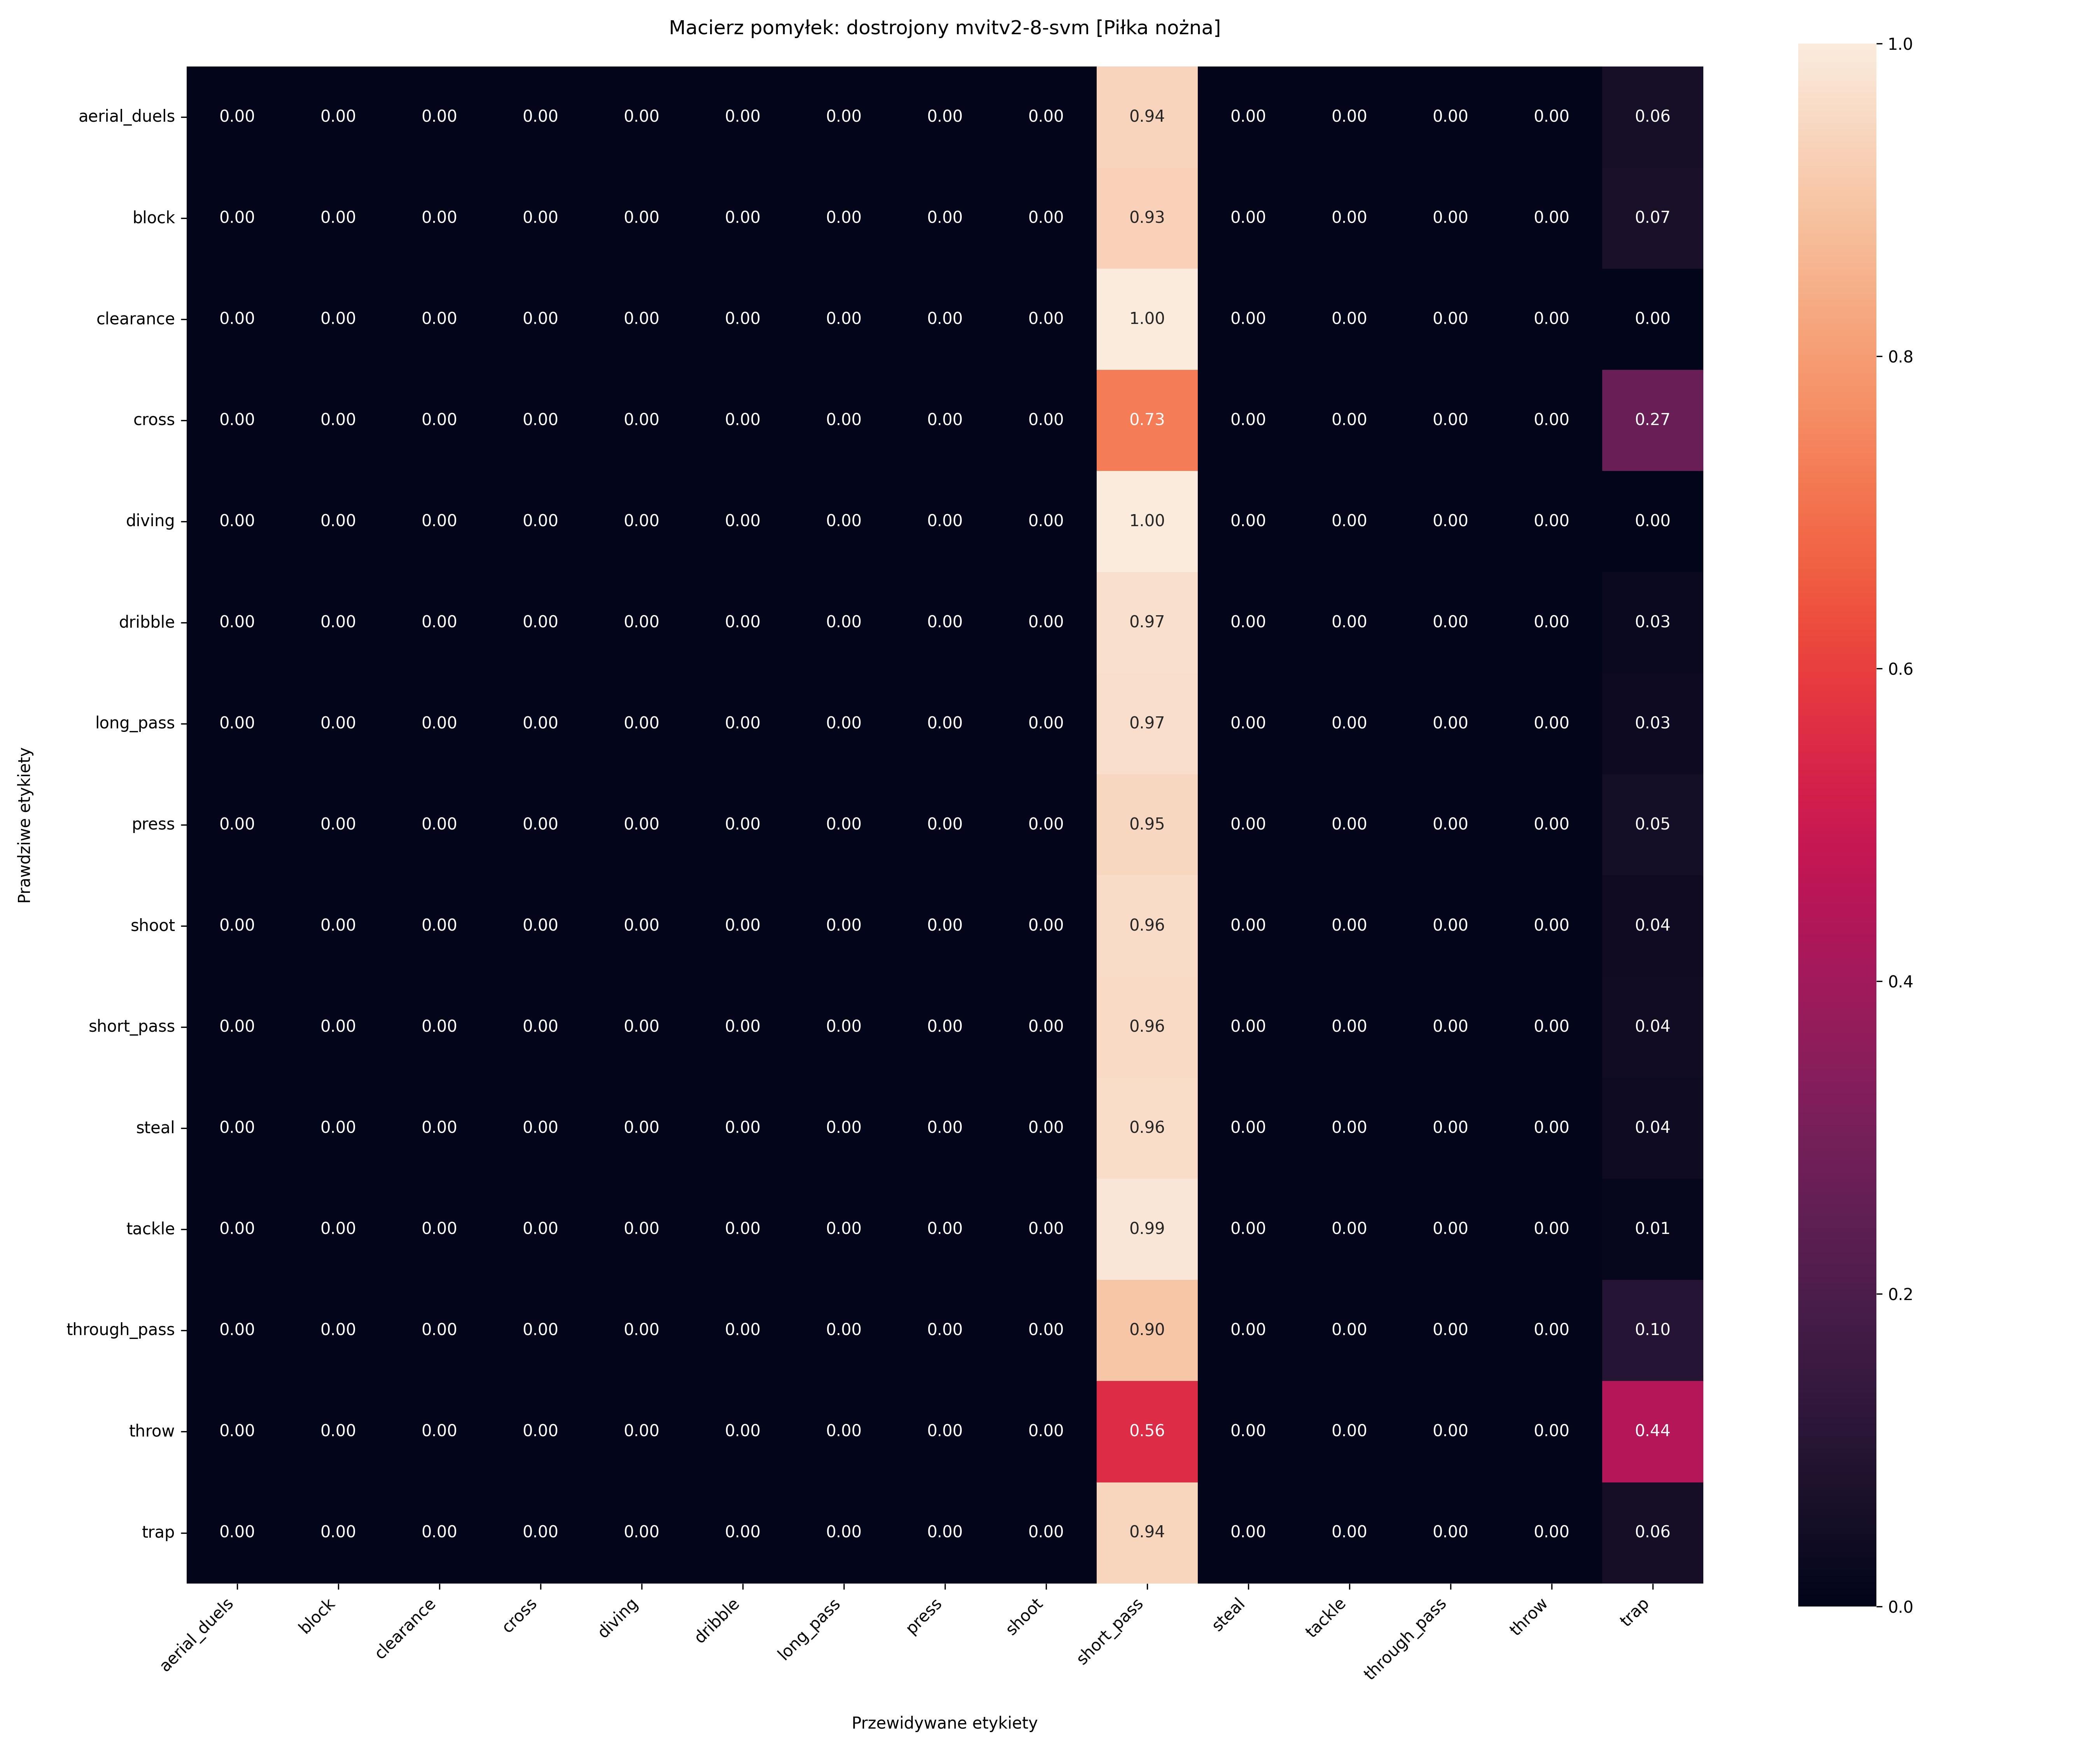 Macierz pomyłek: dostrojony mvitv2-8-svm [Piłka nożna]
Prawdziwe etykiety
aerial_duels 0.00 0.00 0.00 0.00 0.00 0.00 0.00 0.00 0.00 0.94 0.00 0.00 0.00 0.00 0.06
block 0.00 0.00 0.00 0.00 0.00 0.00 0.00 0.00 0.00 0.93 0.00 0.00 0.00 0.00 0.07
clearance 0.00 0.00 0.00 0.00 0.00 0.00 0.00 0.00 0.00 1.00 0.00 0.00 0.00 0.00 0.00
cross 0.00 0.00 0.00 0.00 0.00 0.00 0.00 0.00 0.00 0.73 0.00 0.00 0.00 0.00 0.27
diving 0.00 0.00 0.00 0.00 0.00 0.00 0.00 0.00 0.00 1.00 0.00 0.00 0.00 0.00 0.00
dribble 0.00 0.00 0.00 0.00 0.00 0.00 0.00 0.00 0.00 0.97 0.00 0.00 0.00 0.00 0.03
long_pass 0.00 0.00 0.00 0.00 0.00 0.00 0.00 0.00 0.00 0.97 0.00 0.00 0.00 0.00 0.03
press 0.00 0.00 0.00 0.00 0.00 0.00 0.00 0.00 0.00 0.95 0.00 0.00 0.00 0.00 0.05
shoot 0.00 0.00 0.00 0.00 0.00 0.00 0.00 0.00 0.00 0.96 0.00 0.00 0.00 0.00 0.04
short_pass 0.00 0.00 0.00 0.00 0.00 0.00 0.00 0.00 0.00 0.96 0.00 0.00 0.00 0.00 0.04
steal 0.00 0.00 0.00 0.00 0.00 0.00 0.00 0.00 0.00 0.96 0.00 0.00 0.00 0.00 0.04
tackle 0.00 0.00 0.00 0.00 0.00 0.00 0.00 0.00 0.00 0.99 0.00 0.00 0.00 0.00 0.01
through_pass 0.00 0.00 0.00 0.00 0.00 0.00 0.00 0.00 0.00 0.90 0.00 0.00 0.00 0.00 0.10
throw 0.00 0.00 0.00 0.00 0.00 0.00 0.00 0.00 0.00 0.56 0.00 0.00 0.00 0.00 0.44
trap 0.00 0.00 0.00 0.00 0.00 0.00 0.00 0.00 0.00 0.94 0.00 0.00 0.00 0.00 0.06
aerial_duels block clearance cross diving dribble long_pass press shoot short_pass steal tackle through_pass throw trap
Przewidywane etykiety
1.0
0.8
0.6
0.4
0.2
0.0